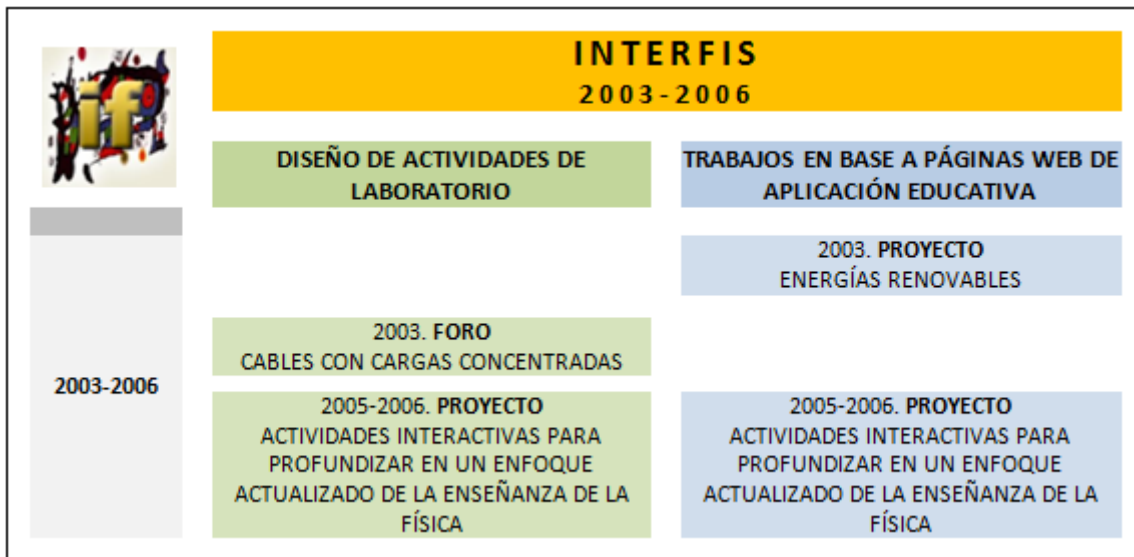 if
INTERFIS
2003-2006
DISEÑO DE ACTIVIDADES DE
LABORATORIO
TRABAJOS EN BASE A PÁGINAS WEB DE
APLICACIÓN EDUCATIVA
2003-2006
2003. PROYECTO
ENERGÍAS RENOVABLES
2003. FORO
CABLES CON CARGAS CONCENTRADAS
2005-2006. PROYECTO
ACTIVIDADES INTERACTIVAS PARA
PROFUNDIZAR EN UN ENFOQUE
ACTUALIZADO DE LA ENSEÑANZA DE LA
FÍSICA
2005-2006. PROYECTO
ACTIVIDADES INTERACTIVAS PARA
PROFUNDIZAR EN UN ENFOQUE
ACTUALIZADO DE LA ENSEÑANZA DE LA
FÍSICA